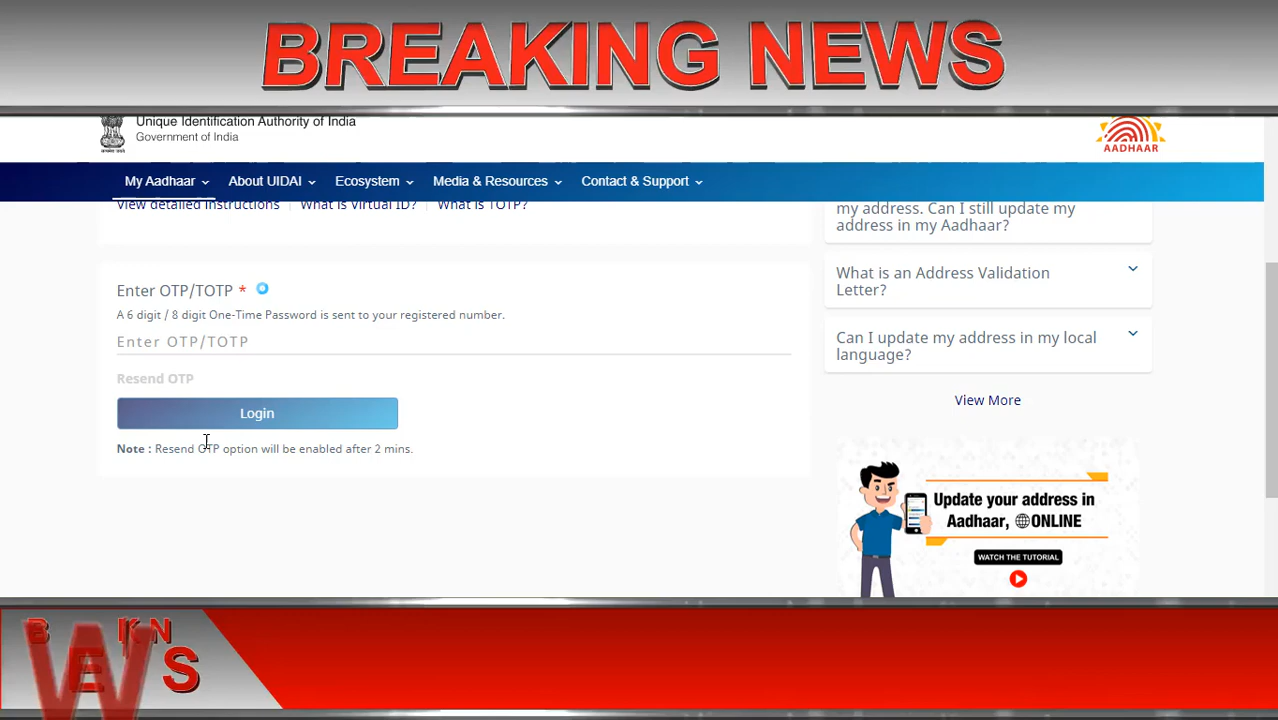 BREAKING NEWS
Unique Identification Authority of India
Government of India
AADHAAR
My Aadhaar
About UIDAI
Ecosystem
Media & Resources
Contact & Support
View detailed instructions
What is Virtual ID?
What is TOTP?
my address. Can I still update my
address in my Aadhaar?
Enter OTP/TOTP *
A 6 digit / 8 digit One-Time Password is sent to your registered number.
Enter OTP/TOTP
Resend OTP
Login
Note : Resend OTP option will be enabled after 2 mins.
What is an Address Validation
Letter?
Can I update my address in my local
language?
View More
Update your address in
Aadhaar, ONLINE
WATCH THE TUTORIAL
B KN
W E S